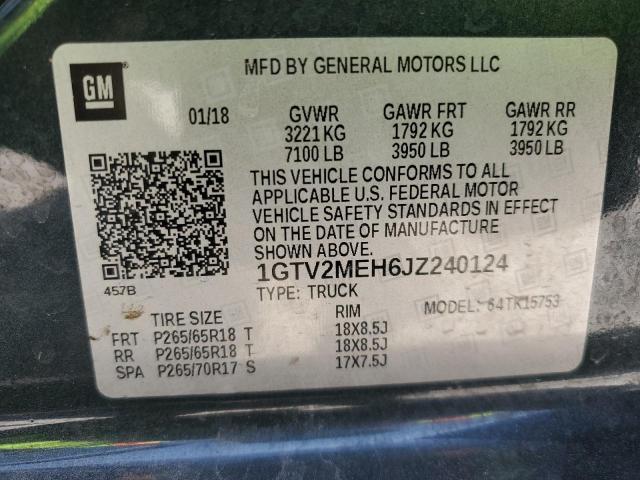 GM
MFD BY GENERAL MOTORS LLC
01/18 GVWR GAWR FRT GAWR RR
3221 KG 1792 KG 1792 KG
7100 LB 3950 LB 3950 LB
THIS VEHICLE CONFORMS TO ALL
APPLICABLE U.S. FEDERAL MOTOR
VEHICLE SAFETY STANDARDS IN EFFECT
ON THE DATE OF MANUFACTURE
SHOWN ABOVE.
1GTV2MEH6JZ240124
457B
TYPE: TRUCK
MODEL: 64TK15753
TIRE SIZE RIM
FRT P265/65R18 T 18X8.5J
RR P265/65R18 T 18X8.5J
SPA P265/70R17 S 17X7.5J